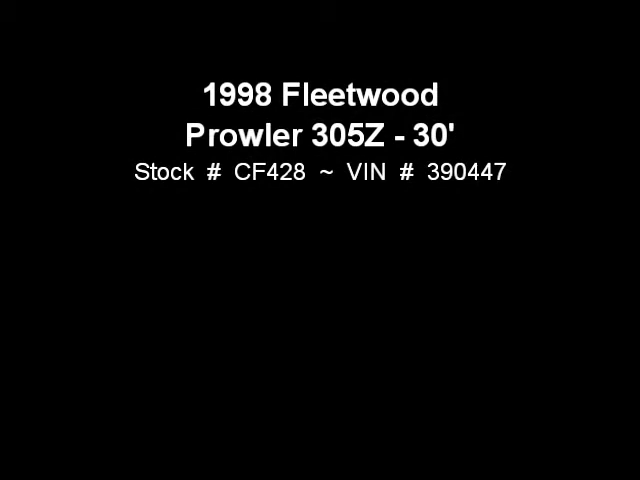 1998 Fleetwood
Prowler 305Z - 30'
Stock # CF428 ~ VIN # 390447